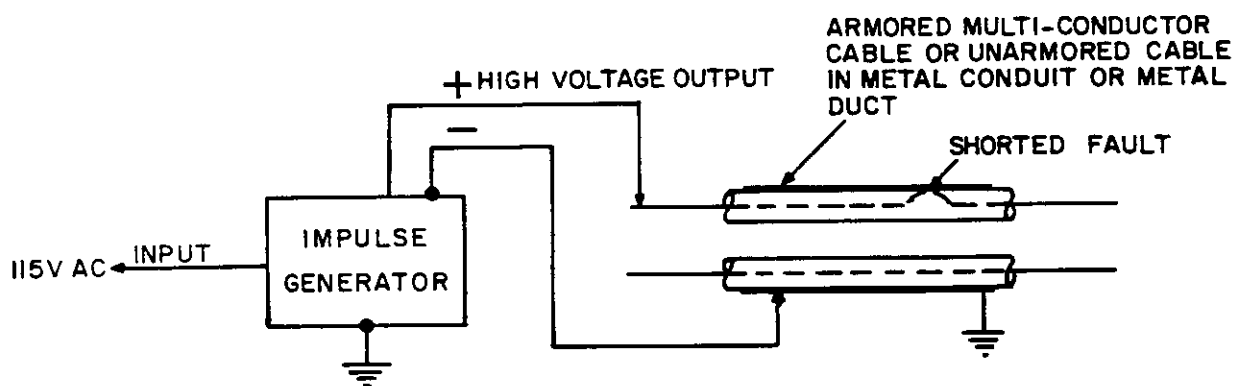 ARMORED MULTI-CONDUCTOR
CABLE OR UNARMORED CABLE
IN METAL CONDUIT OR METAL
DUCT
+ HIGH VOLTAGE OUTPUT
−
SHORTED FAULT
IMPULSE
GENERATOR
INPUT
115V AC